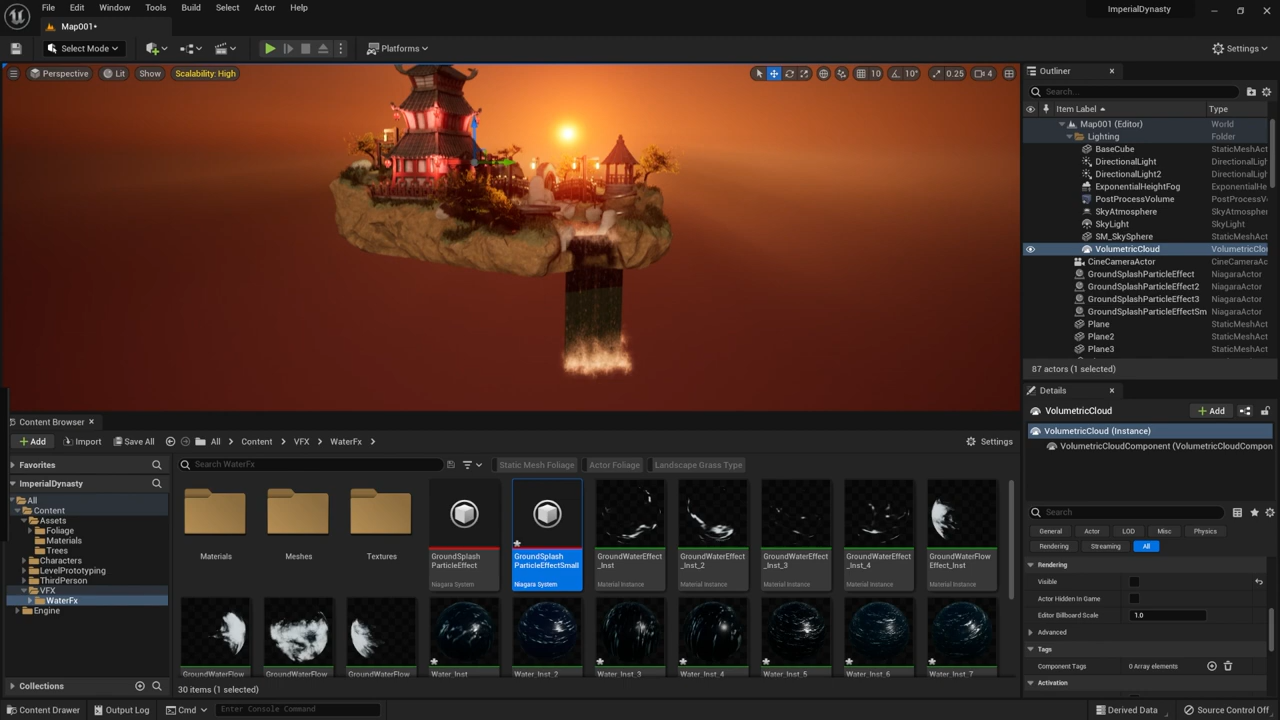 File Edit Window Tools Build Select Actor Help
ImperialDynasty
Map001•
Select Mode
Platforms
Settings
Perspective Lit Show Scalability: High
10 10° 0.25 4
Outliner
Search...
Item Label Type
Map001 (Editor) World
Lighting Folder
BaseCube StaticMeshAct
DirectionalLight DirectionalLight
DirectionalLight2 DirectionalLight
ExponentialHeightFog ExponentialHe
PostProcessVolume PostProcessV
SkyAtmosphere SkyAtmospher
SkyLight SkyLight
SM_SkySphere StaticMeshAct
VolumetricCloud VolumetricClo
CineCameraActor CineCameraAc
GroundSplashParticleEffect NiagaraActor
GroundSplashParticleEffect2 NiagaraActor
GroundSplashParticleEffect3 NiagaraActor
GroundSplashParticleEffectSm NiagaraActor
Plane StaticMeshAct
Plane2 StaticMeshAct
Plane3 StaticMeshAct
87 actors (1 selected)
Details
VolumetricCloud
Add
VolumetricCloud (Instance)
VolumetricCloudComponent (VolumetricCloudCompon
Search
General Actor LOD Misc Physics
Rendering Streaming All
Rendering
Visible
Actor Hidden In Game
Editor Billboard Scale 1.0
Advanced
Tags
Component Tags 0 Array elements
Activation
Content Browser
Add Import Save All All Content VFX WaterFx
Settings
Favorites
ImperialDynasty
All
Content
Assets
Foliage
Materials
Trees
Characters
LevelPrototyping
ThirdPerson
VFX
WaterFx
Engine
Collections
Search WaterFx
Static Mesh Foliage Actor Foliage Landscape Grass Type
Materials
Meshes
Textures
GroundSplash
ParticleEffect
Niagara System
GroundSplash
ParticleEffectSmall
Niagara System
GroundWaterEffect
_Inst
Material Instance
GroundWaterEffect
_Inst_2
Material Instance
GroundWaterEffect
_Inst_3
Material Instance
GroundWaterEffect
_Inst_4
Material Instance
GroundWaterFlow
Effect_Inst
Material Instance
GroundWaterFlow
GroundWaterFlow
GroundWaterFlow
Water_Inst
Water_Inst_2
Water_Inst_3
Water_Inst_4
Water_Inst_5
Water_Inst_6
Water_Inst_7
30 items (1 selected)
Content Drawer Output Log Cmd Enter Console Command
Derived Data Source Control Off